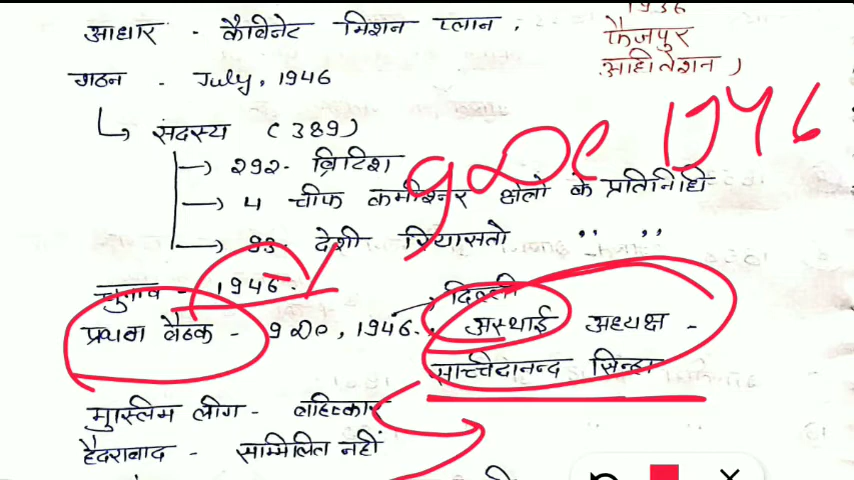 1936
आधार - कैबिनेट मिशन प्लान,
फैजपुर
अधिवेशन)
गठन - July, 1946
सदस्य (389)
→ 292- ब्रिटिश
9 Dec 1946
→ 4 चीफ कमीश्नर क्षेत्रों के प्रतिनिधि
→ 93- देशी रियासतों " "
चुनाव - 1946-
दिल्ली
प्रथम बैठक - 9 Dec, 1946. अस्थाई अध्यक्ष -
सच्चिदानन्द सिन्हा
मुस्लिम लीग - बहिष्कार
हैदराबाद - सम्मिलित नहीं